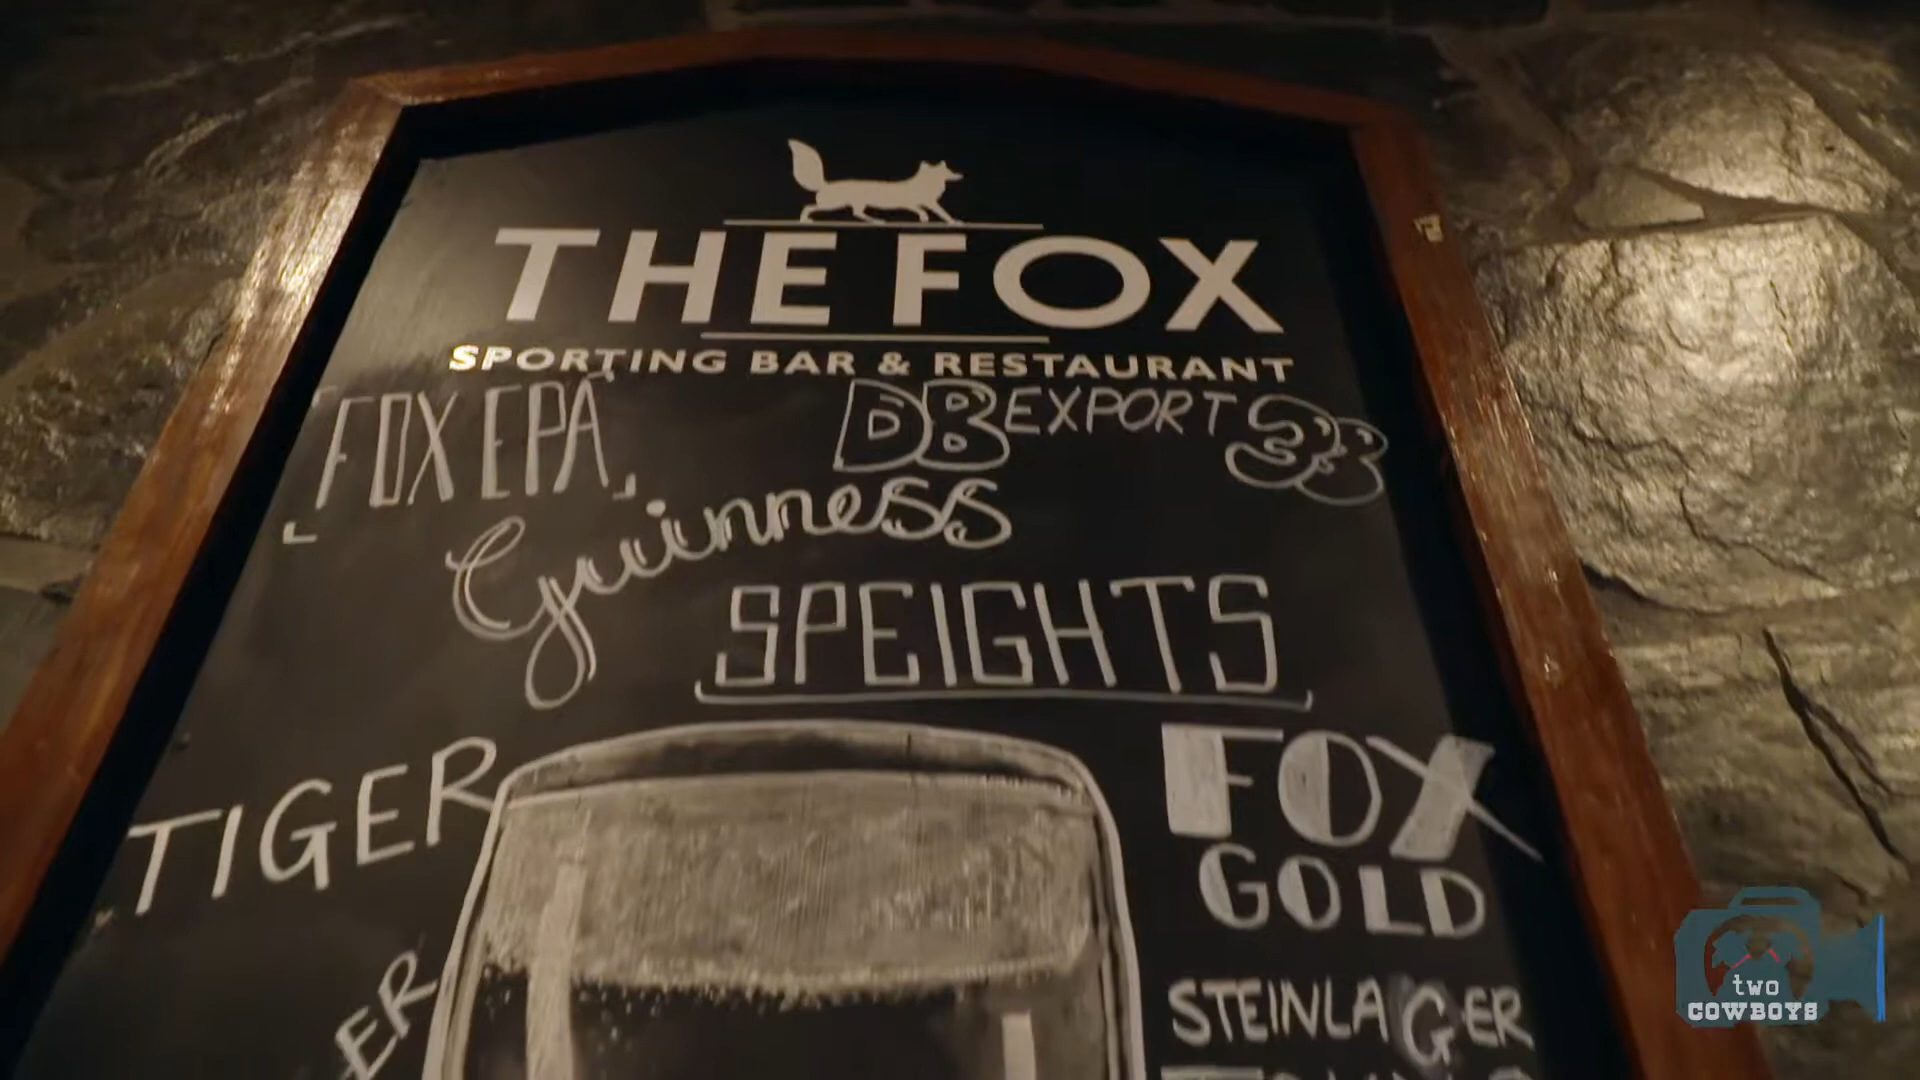 THE FOX
SPORTING BAR & RESTAURANT
FOX EPA
DB EXPORT 33
Guinness
SPEIGHTS
TIGER
FOX
GOLD
STEINLAGER
two
COWBOYS